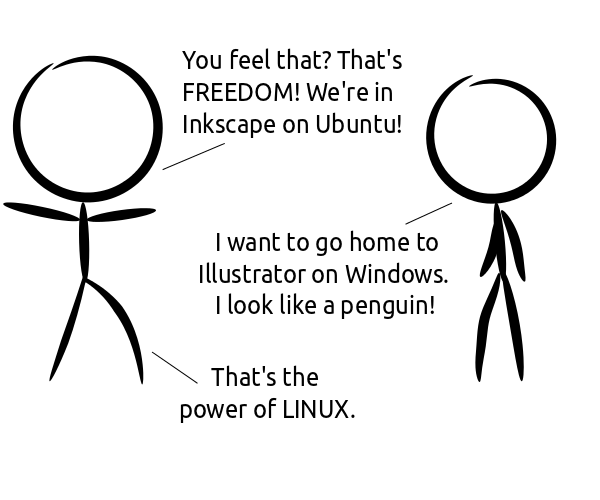 You feel that? That's
FREEDOM! We're in
Inkscape on Ubuntu!
I want to go home to
Illustrator on Windows.
I look like a penguin!
That's the
power of LINUX.